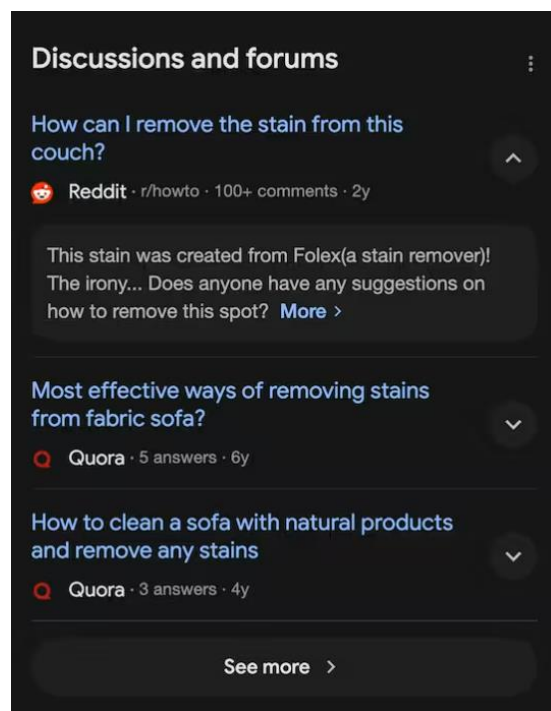 Discussions and forums
How can I remove the stain from this
couch?
Reddit · r/howto · 100+ comments · 2y
This stain was created from Folex(a stain remover)!
The irony... Does anyone have any suggestions on
how to remove this spot? More >
Most effective ways of removing stains
from fabric sofa?
Quora · 5 answers · 6y
How to clean a sofa with natural products
and remove any stains
Quora · 3 answers · 4y
See more >